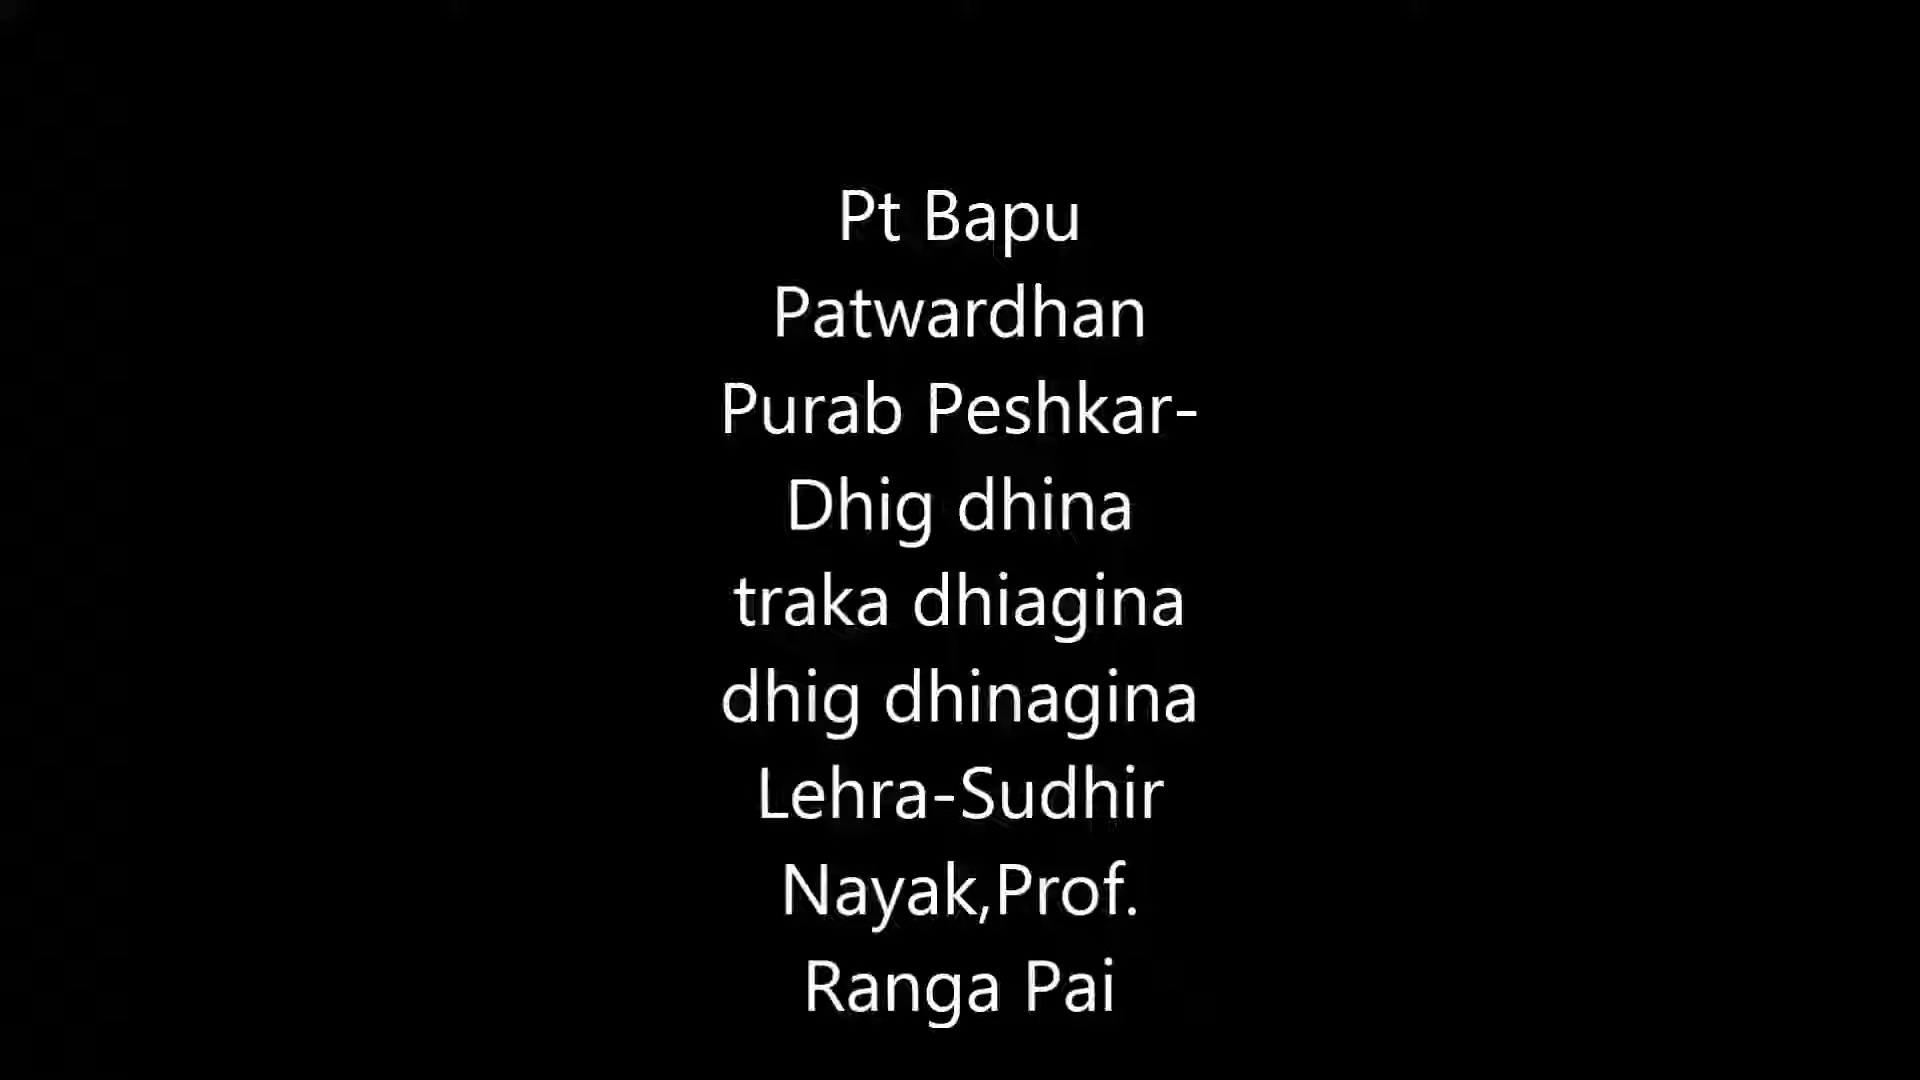 Pt Bapu
Patwardhan
Purab Peshkar-
Dhig dhina
traka dhiagina
dhig dhinagina
Lehra-Sudhir
Nayak,Prof.
Ranga Pai